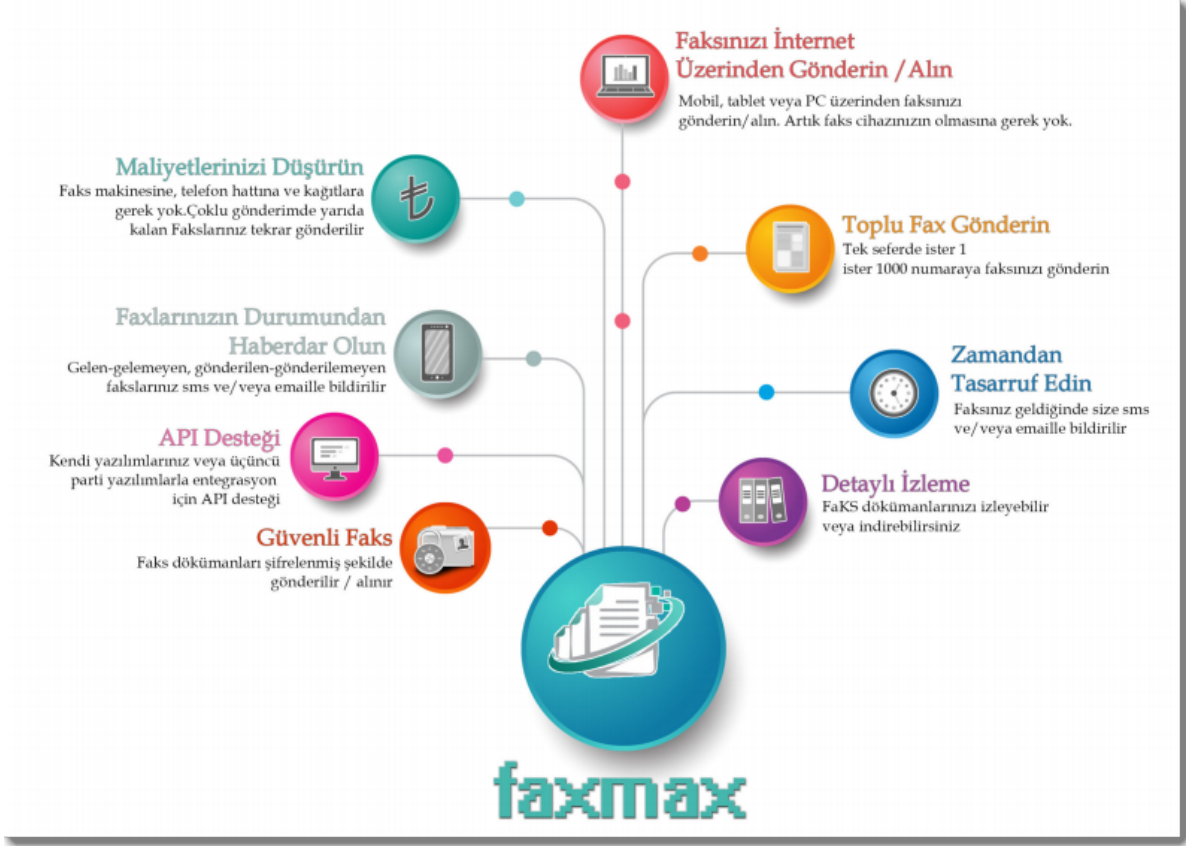 Faksınızı İnternet
Üzerinden Gönderin / Alın
Mobil, tablet veya PC üzerinden faksınızı
gönderin/alın. Artık faks cihazınızın olmasına gerek yok.
Maliyetlerinizi Düşürün
Faks makinesine, telefon hattına ve kağıtlara
gerek yok.Çoklu gönderimde yarıda
kalan Fakslarınız tekrar gönderilir
Toplu Fax Gönderin
Tek seferde ister 1
ister 1000 numaraya faksınızı gönderin
Faxlarınızın Durumundan
Haberdar Olun
Gelen-gelemeyen, gönderilen-gönderilemeyen
fakslarınız sms ve/veya emaille bildirilir
Zamandan
Tasarruf Edin
Faksınız geldiğinde size sms
ve/veya emaille bildirilir
API Desteği
Kendi yazılımlarınız veya üçüncü
parti yazılımlarla entegrasyon
için API desteği
Detaylı İzleme
FaKS dökümanlarınızı izleyebilir
veya indirebilirsiniz
Güvenli Faks
Faks dökümanları şifrelenmiş şekilde
gönderilir / alınır
faxmax